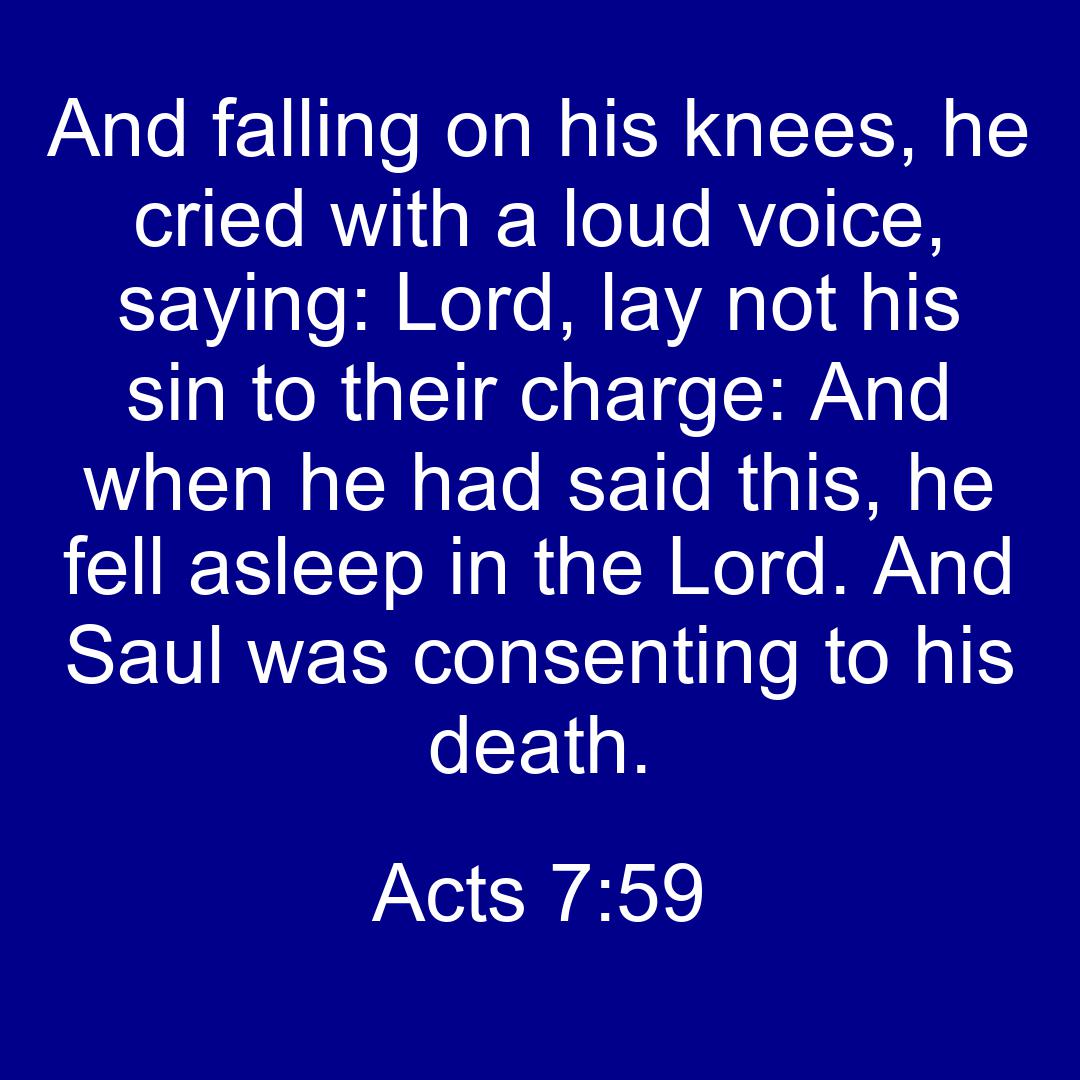 And falling on his knees, he
cried with a loud voice,
saying: Lord, lay not his
sin to their charge: And
when he had said this, he
fell asleep in the Lord. And
Saul was consenting to his
death.
Acts 7:59